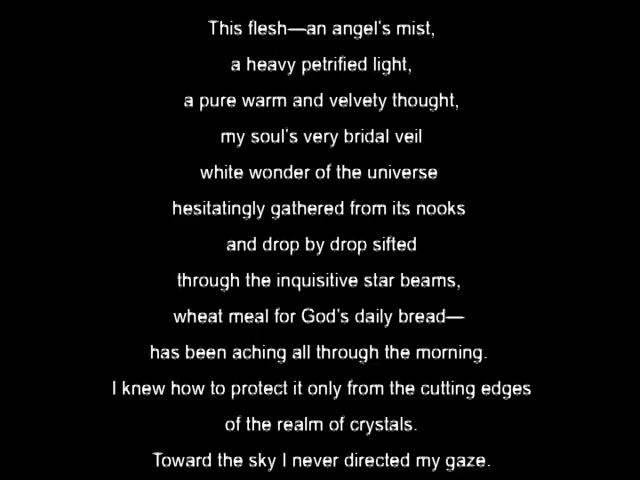 This flesh—an angel's mist,
a heavy petrified light,
a pure warm and velvety thought,
my soul's very bridal veil
white wonder of the universe
hesitatingly gathered from its nooks
and drop by drop sifted
through the inquisitive star beams,
wheat meal for God's daily bread—
has been aching all through the morning.
I knew how to protect it only from the cutting edges
of the realm of crystals.
Toward the sky I never directed my gaze.